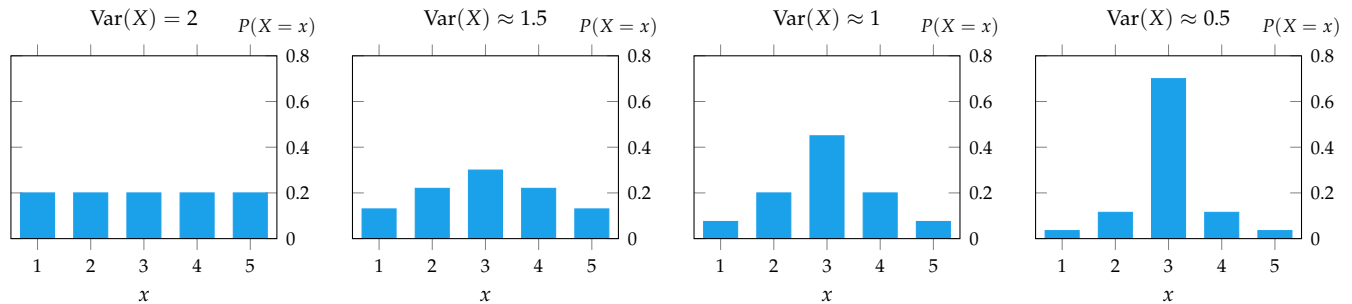 Var(X) = 2
P(X = x)
0.8
0.6
0.4
0.2
0
1 2 3 4 5
x
Var(X) ≈ 1.5
P(X = x)
0.8
0.6
0.4
0.2
0
1 2 3 4 5
x
Var(X) ≈ 1
P(X = x)
0.8
0.6
0.4
0.2
0
1 2 3 4 5
x
Var(X) ≈ 0.5
P(X = x)
0.8
0.6
0.4
0.2
0
1 2 3 4 5
x